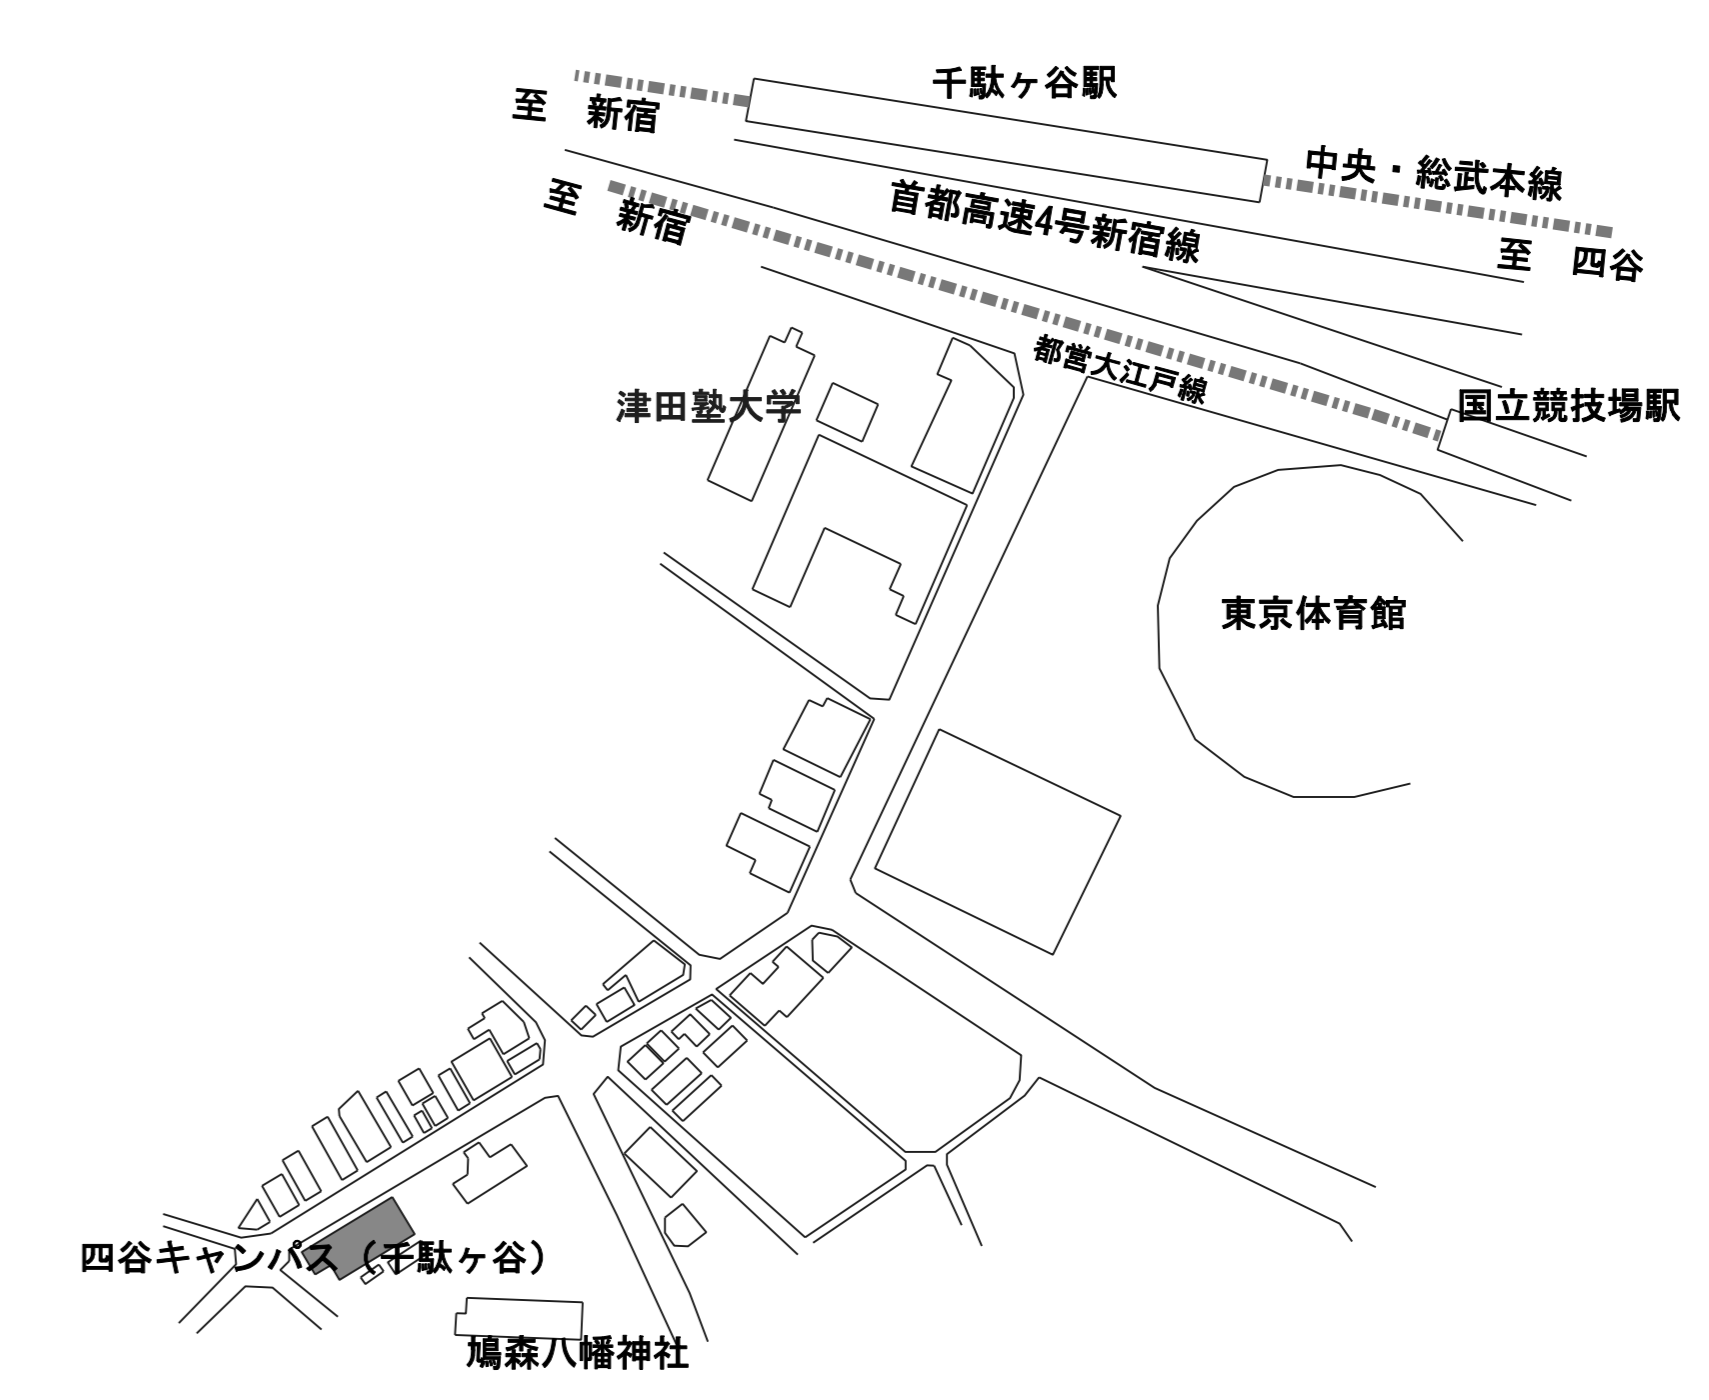 千駄ヶ谷駅
至　新宿
中央・総武本線
至　新宿
首都高速4号新宿線
至　四谷
都営大江戸線
津田塾大学
国立競技場駅
東京体育館
四谷キャンパス（千駄ヶ谷）
鳩森八幡神社